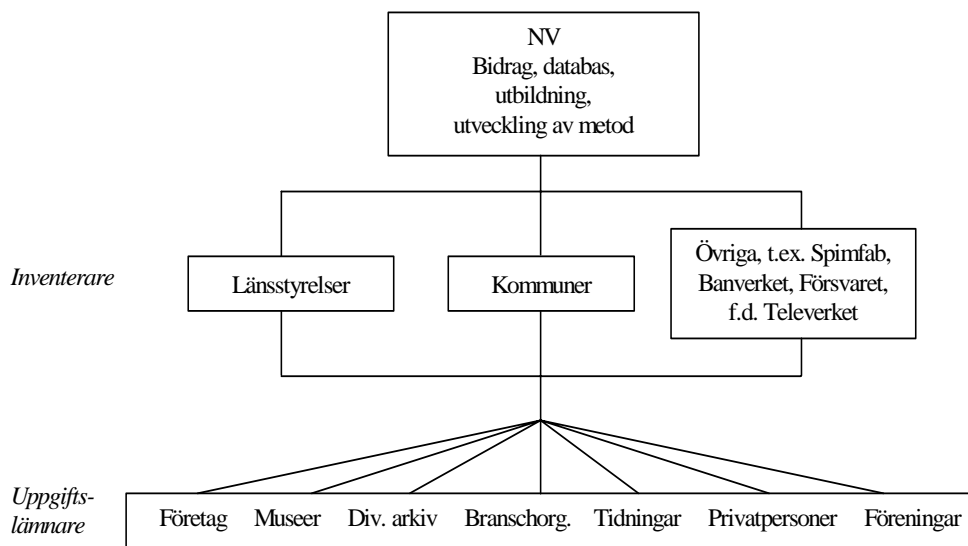 NV
Bidrag, databas,
utbildning,
utveckling av metod
Inventerare
Länsstyrelser
Kommuner
Övriga, t.ex. Spimfab,
Banverket, Försvaret,
f.d. Televerket
Uppgifts-
lämnare
Företag Museer Div. arkiv Branschorg. Tidningar Privatpersoner Föreningar